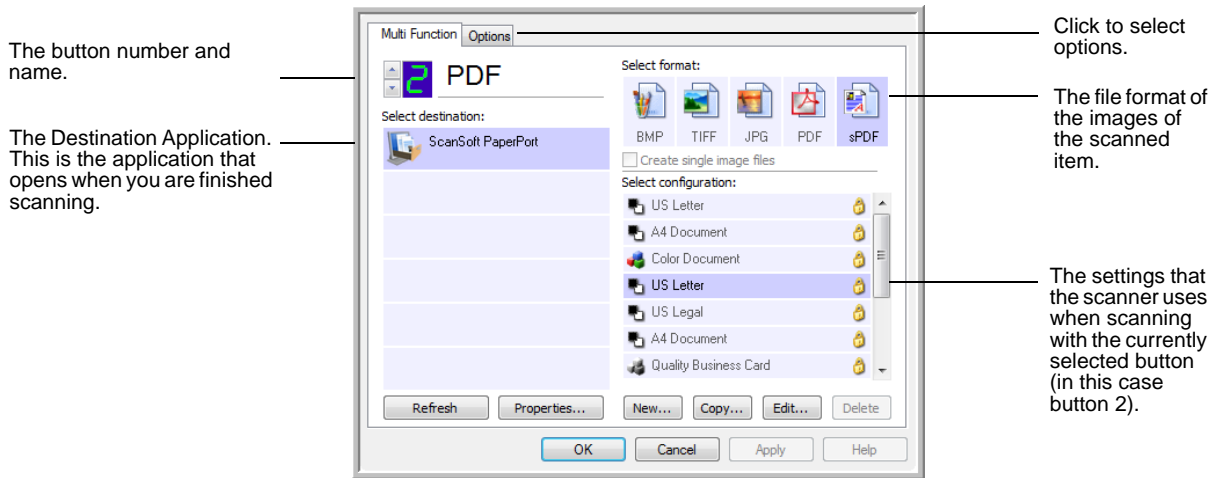 The button number and
name.
The Destination Application.
This is the application that
opens when you are finished
scanning.
Multi Function
Options
2
PDF
Select destination:
ScanSoft PaperPort
Refresh
Properties...
Select format:
BMP
TIFF
JPG
PDF
sPDF
Create single image files
Select configuration:
US Letter
A4 Document
Color Document
US Letter
US Legal
A4 Document
Quality Business Card
New...
Copy...
Edit...
Delete
OK
Cancel
Apply
Help
Click to select
options.
The file format of
the images of
the scanned
item.
The settings that
the scanner uses
when scanning
with the currently
selected button
(in this case
button 2).